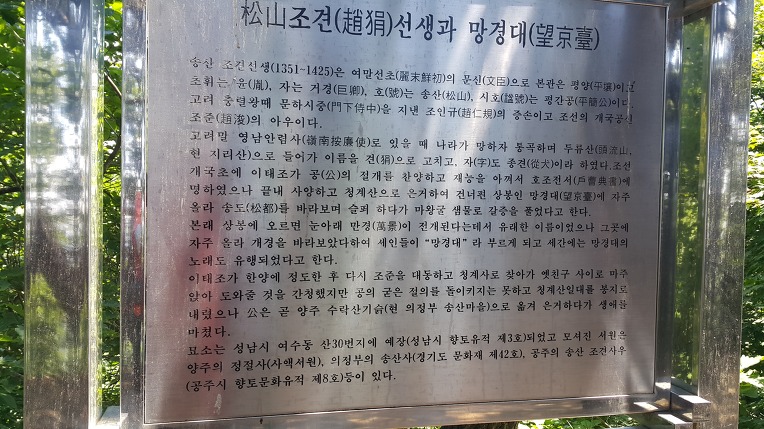 松山조견(趙狷)선생과 망경대(望京臺)
송산 조견선생(1351~1425)은 여말선초(麗末鮮初)의 문신(文臣)으로 본관은 평양(平壤)이고
초휘는 윤(胤), 자는 거경(巨卿), 호(號)는 송산(松山), 시호(諡號)는 평간공(平簡公)이다.
고려 충렬왕때 문하시중(門下侍中)을 지낸 조인규(趙仁規)의 증손이고 조선의 개국공신
조준(趙浚)의 아우이다.
고려말 영남안렴사(嶺南按廉使)로 있을 때 나라가 망하자 통곡하며 두류산(頭流山,
현 지리산)으로 들어가 이름을 견(狷)으로 고치고, 자(字)도 종견(從犬)이라 하였다.조선
개국초에 이태조가 공(公)의 절개를 찬양하고 재능을 아껴서 호조전서(戶曹典書)에
명하였으나 끝내 사양하고 청계산으로 은거하여 건너편 상봉인 망경대(望京臺)에 자주
올라 송도(松都)를 바라보며 슬퍼 하다가 마왕굴 샘물로 갈증을 풀었다고 한다.
본래 상봉에 오르면 눈아래 만경(萬景)이 전개된다는데서 유래한 이름이었으나 그곳에
자주 올라 개경을 바라보았다하여 세인들이 “망경대” 라 부르게 되고 세간에는 망경대의
노래도 유행되었다고 한다.
이태조가 한양에 정도한 후 다시 조준을 대동하고 청계사로 찾아가 옛친구 사이로 마주
앉아 도와줄 것을 간청했지만 공의 굳은 절의를 돌이키지는 못하고 청계산일대를 봉지로
내렸으나 公은 곧 양주 수락산기슭(현 의정부 송산마을)으로 옮겨 은거하다가 생애를
마쳤다.
묘소는 성남시 여수동 산30번지에 예장(성남시 향토유적 제3호)되었고 모셔진 서원은
양주의 정절사(사액서원), 의정부의 송산사(경기도 문화재 제42호), 공주의 송산 조견사우
(공주시 향토문화유적 제8호)등이 있다.